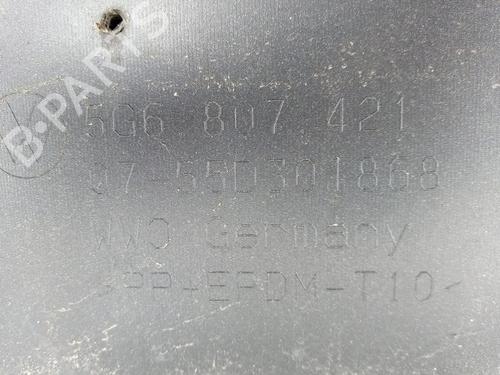 B-PARTS
5G6 807 421
07-55D301868
WWO Germany
>PP-EPDM-T10<